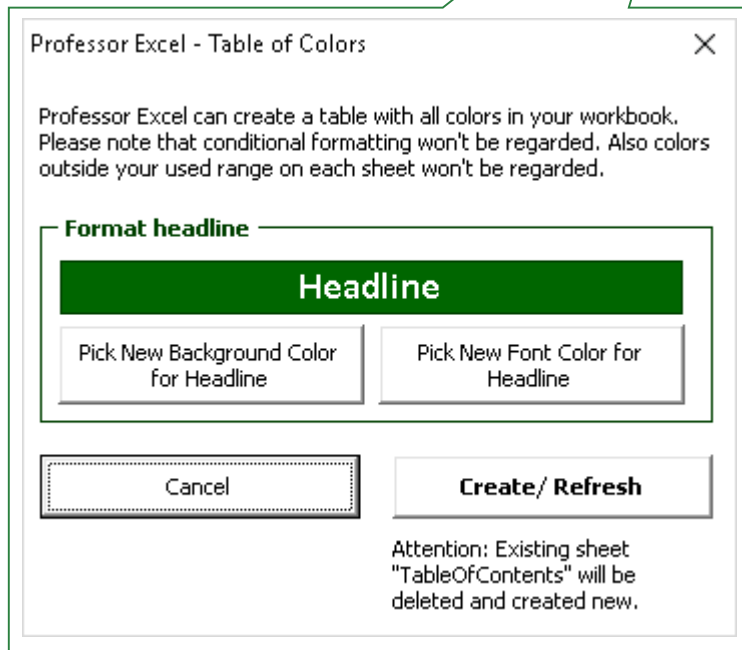 Professor Excel - Table of Colors
Professor Excel can create a table with all colors in your workbook.
Please note that conditional formatting won't be regarded. Also colors
outside your used range on each sheet won't be regarded.
Format headline
Headline
Pick New Background Color
for Headline
Pick New Font Color for
Headline
Cancel
Create/ Refresh
Attention: Existing sheet
"TableOfContents" will be
deleted and created new.